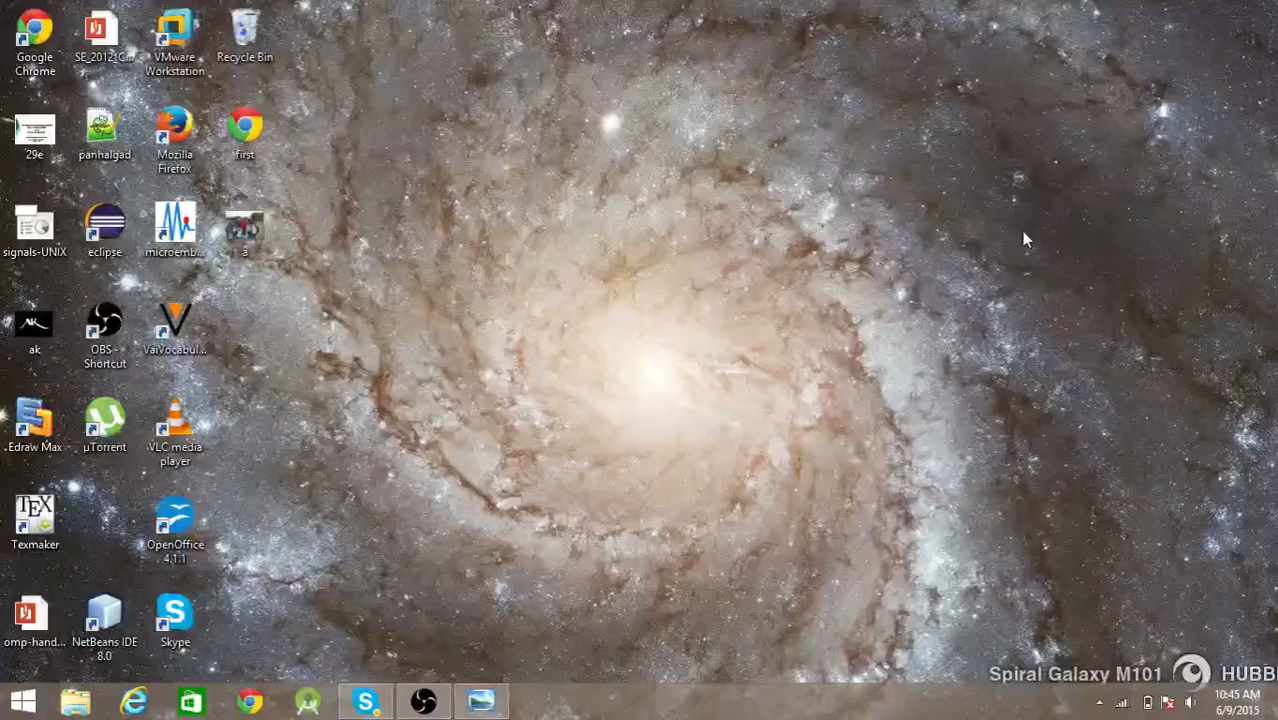 Google
Chrome
SE_2012_C...
VMware
Workstation
Recycle Bin
29e
panhalgad
Mozilla
Firefox
first
signals-UNIX
eclipse
microemb...
a
ak
AK
OBS -
Shortcut
VaiVocabul...
Edraw Max
µTorrent
VLC media
player
TEX
Texmaker
OpenOffice
4.1.1
omp-hand...
NetBeans IDE
8.0
Skype
Spiral Galaxy M101
HUBB
10:45 AM
6/9/2015